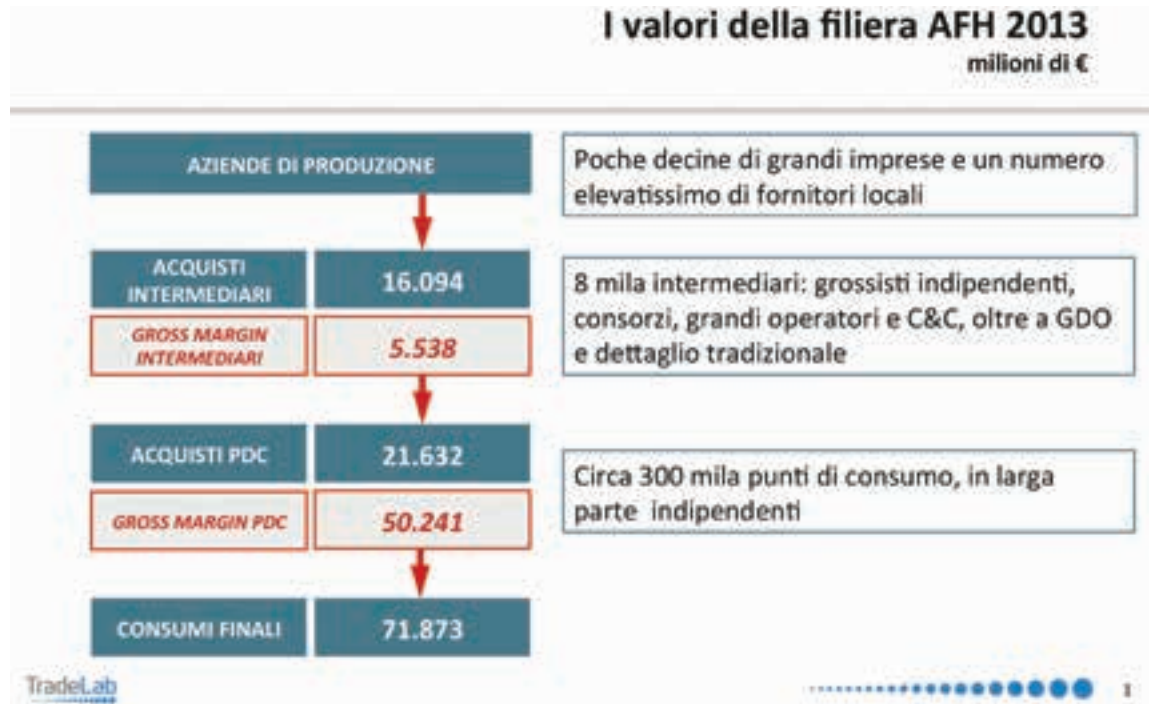 I valori della filiera AFH 2013
milioni di €
AZIENDE DI PRODUZIONE
Poche decine di grandi imprese e un numero
elevatissimo di fornitori locali
ACQUISTI
INTERMEDIARI
16.094
GROSS MARGIN
INTERMEDIARI
5.538
8 mila intermediari: grossisti indipendenti,
consorzi, grandi operatori e C&C, oltre a GDO
e dettaglio tradizionale
ACQUISTI PDC
21.632
GROSS MARGIN PDC
50.241
Circa 300 mila punti di consumo, in larga
parte indipendenti
CONSUMI FINALI
71.873
TradeLab
1